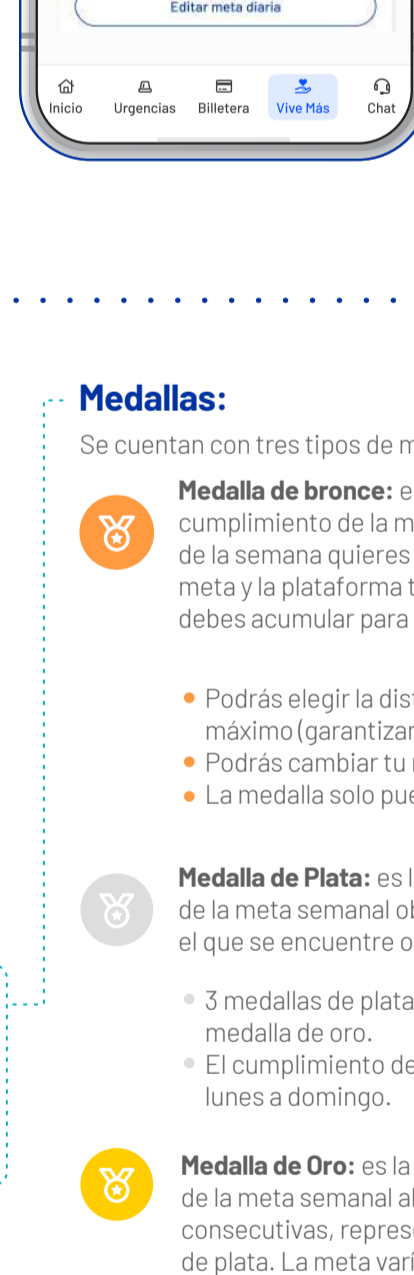 Editar meta diaria
Inicio
Urgencias
Billetera
Vive Más
Chat
Medallas:
Se cuentan con tres tipos de
Medalla de bronce:
cumplimiento de la
de la semana quieres
meta y la plataforma
debes acumular para
Podrás elegir la
máximo
Podrás cambiar tu
La medalla solo
Medalla de Plata: es
de la meta semanal
el que se encuentre
3 medallas de plata
medalla de oro.
El cumplimiento de
lunes a domingo.
Medalla de Oro: es la
de la meta semanal
consecutivas,
de plata. La meta